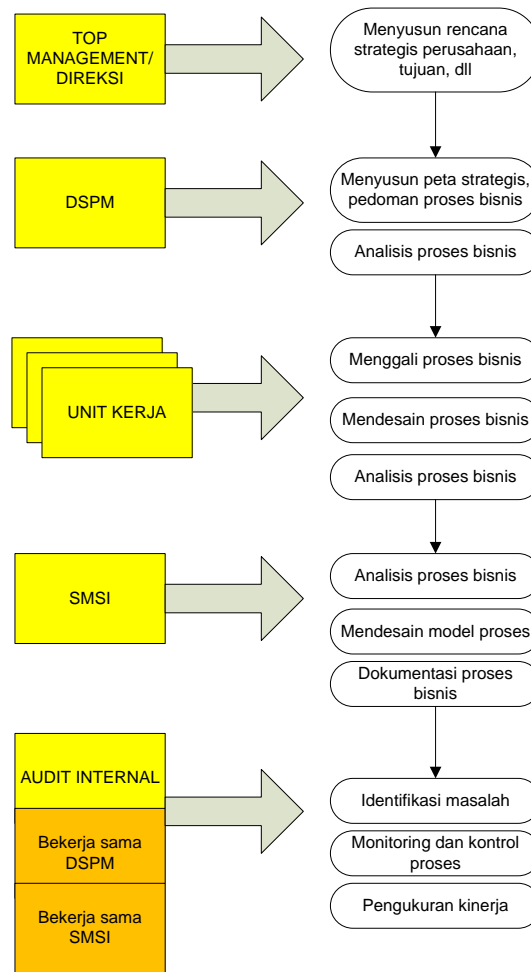 TOP
MANAGEMENT/
DIREKSI
Menyusun rencana
strategis perusahaan,
tujuan, dll
DSPM
Menyusun peta strategis,
pedoman proses bisnis
Analisis proses bisnis
UNIT KERJA
Menggali proses bisnis
Mendesain proses bisnis
Analisis proses bisnis
SMSI
Analisis proses bisnis
Mendesain model proses
Dokumentasi proses
bisnis
AUDIT INTERNAL
Bekerja sama
DSPM
Bekerja sama
SMSI
Identifikasi masalah
Monitoring dan kontrol
proses
Pengukuran kinerja